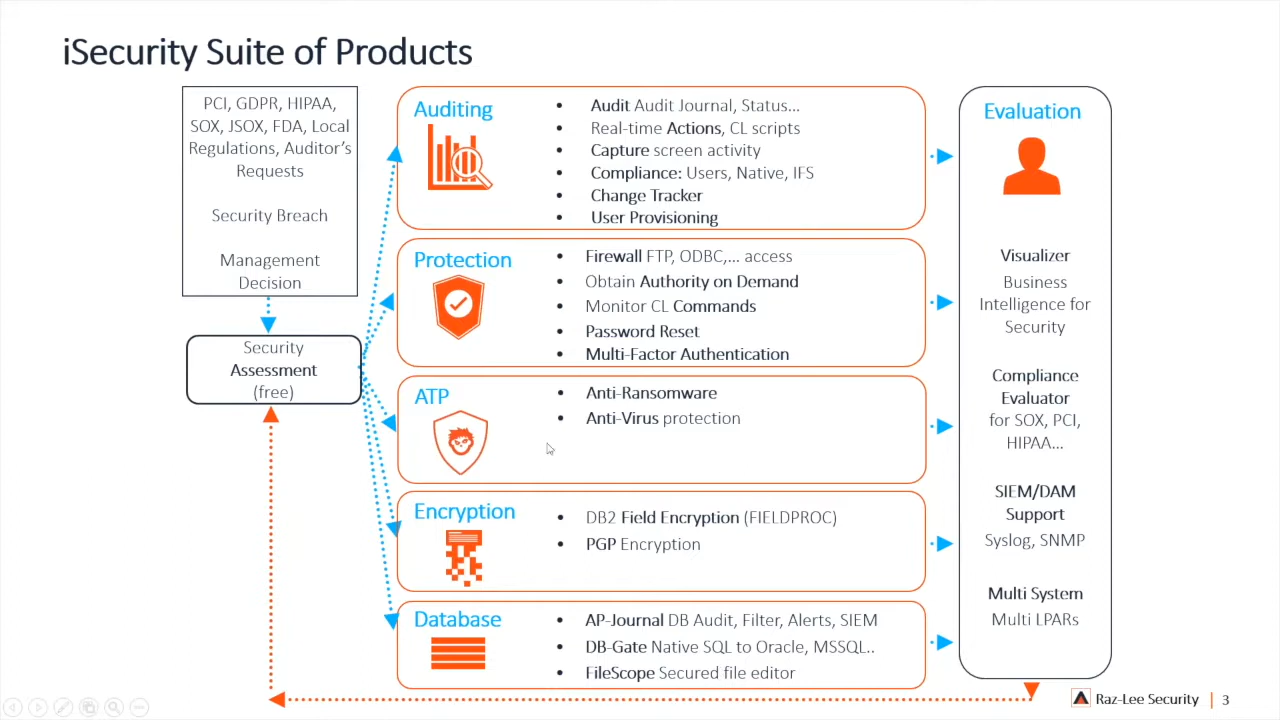 iSecurity Suite of Products
PCI, GDPR, HIPAA,
SOX, JSOX, FDA, Local
Regulations, Auditor's
Requests
Security Breach
Management
Decision
Security
Assessment
(free)
Auditing
• Audit Audit Journal, Status...
• Real-time Actions, CL scripts
• Capture screen activity
• Compliance: Users, Native, IFS
• Change Tracker
• User Provisioning
Protection
• Firewall FTP, ODBC,... access
• Obtain Authority on Demand
• Monitor CL Commands
• Password Reset
• Multi-Factor Authentication
ATP
• Anti-Ransomware
• Anti-Virus protection
Encryption
• DB2 Field Encryption (FIELDPROC)
• PGP Encryption
Database
• AP-Journal DB Audit, Filter, Alerts, SIEM
• DB-Gate Native SQL to Oracle, MSSQL..
• FileScope Secured file editor
Evaluation
Visualizer
Business
Intelligence for
Security
Compliance
Evaluator
for SOX, PCI,
HIPAA...
SIEM/DAM
Support
Syslog, SNMP
Multi System
Multi LPARs
Raz-Lee Security | 3